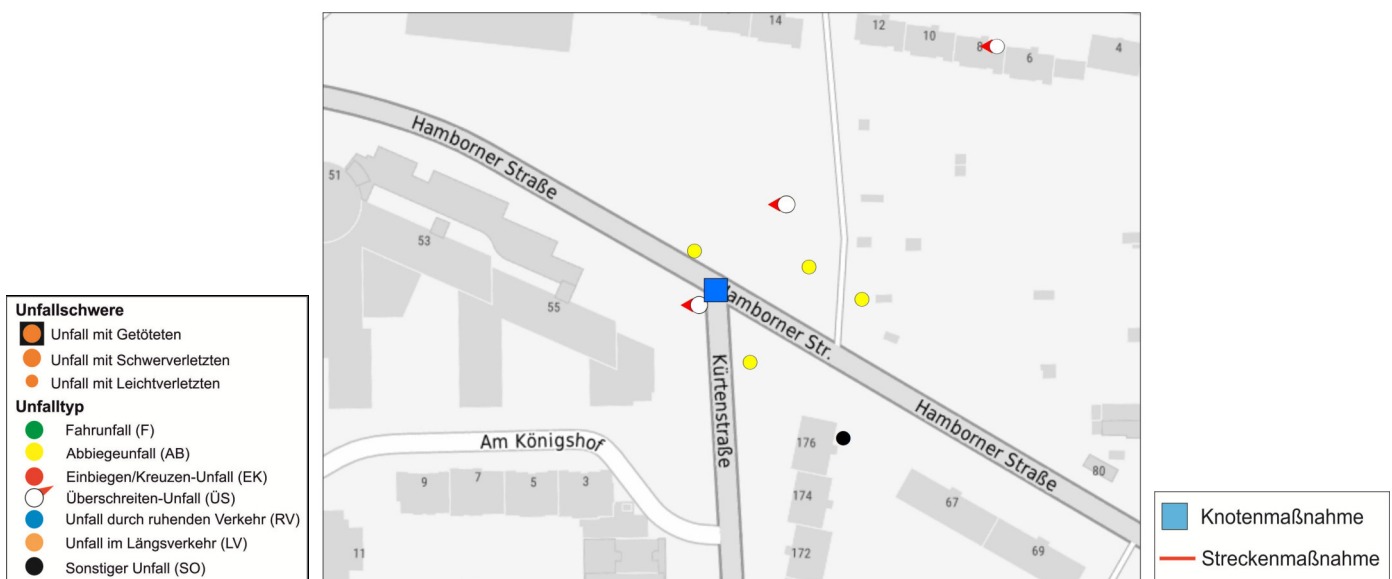 Unfallschwere
Unfall mit Getöteten
Unfall mit Schwerverletzten
Unfall mit Leichtverletzten
Unfalltyp
Fahrunfall (F)
Abbiegeunfall (AB)
Einbiegen/Kreuzen-Unfall (EK)
Überschreiten-Unfall (ÜS)
Unfall durch ruhenden Verkehr (RV)
Unfall im Längsverkehr (LV)
Sonstiger Unfall (SO)
14
12
10
8
6
4
Hamborner Straße
51
53
55
Hamborner Str.
Kürtenstraße
Hamborner Straße
Am Königshof
176
174
172
80
67
69
9
7
5
3
11
Knotenmaßnahme
Streckenmaßnahme